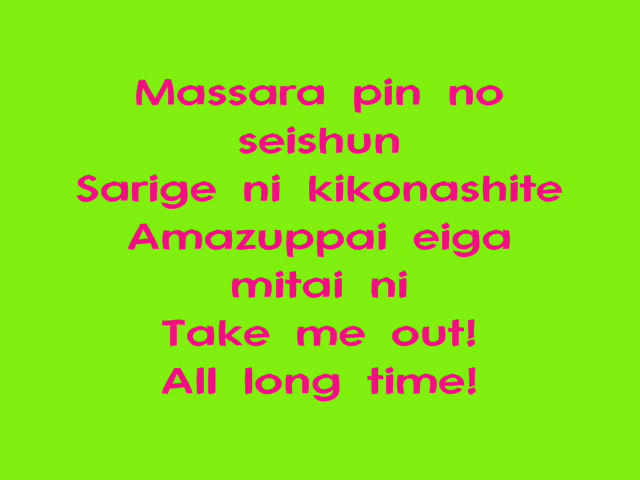 Massara pin no
seishun
Sarige ni kikonashite
Amazuppai eiga
mitai ni
Take me out!
All long time!